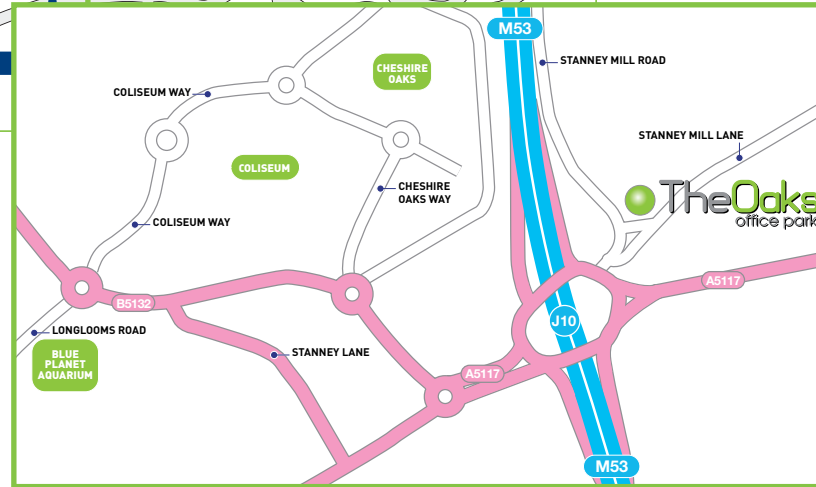 M53
STANNEY MILL ROAD
CHESHIRE
OAKS
COLISEUM WAY
STANNEY MILL LANE
COLISEUM
CHESHIRE
OAKS WAY
TheOaks
office park
COLISEUM WAY
A5117
B5132
J10
LONGLOOMS ROAD
STANNEY LANE
BLUE
PLANET
AQUARIUM
A5117
M53